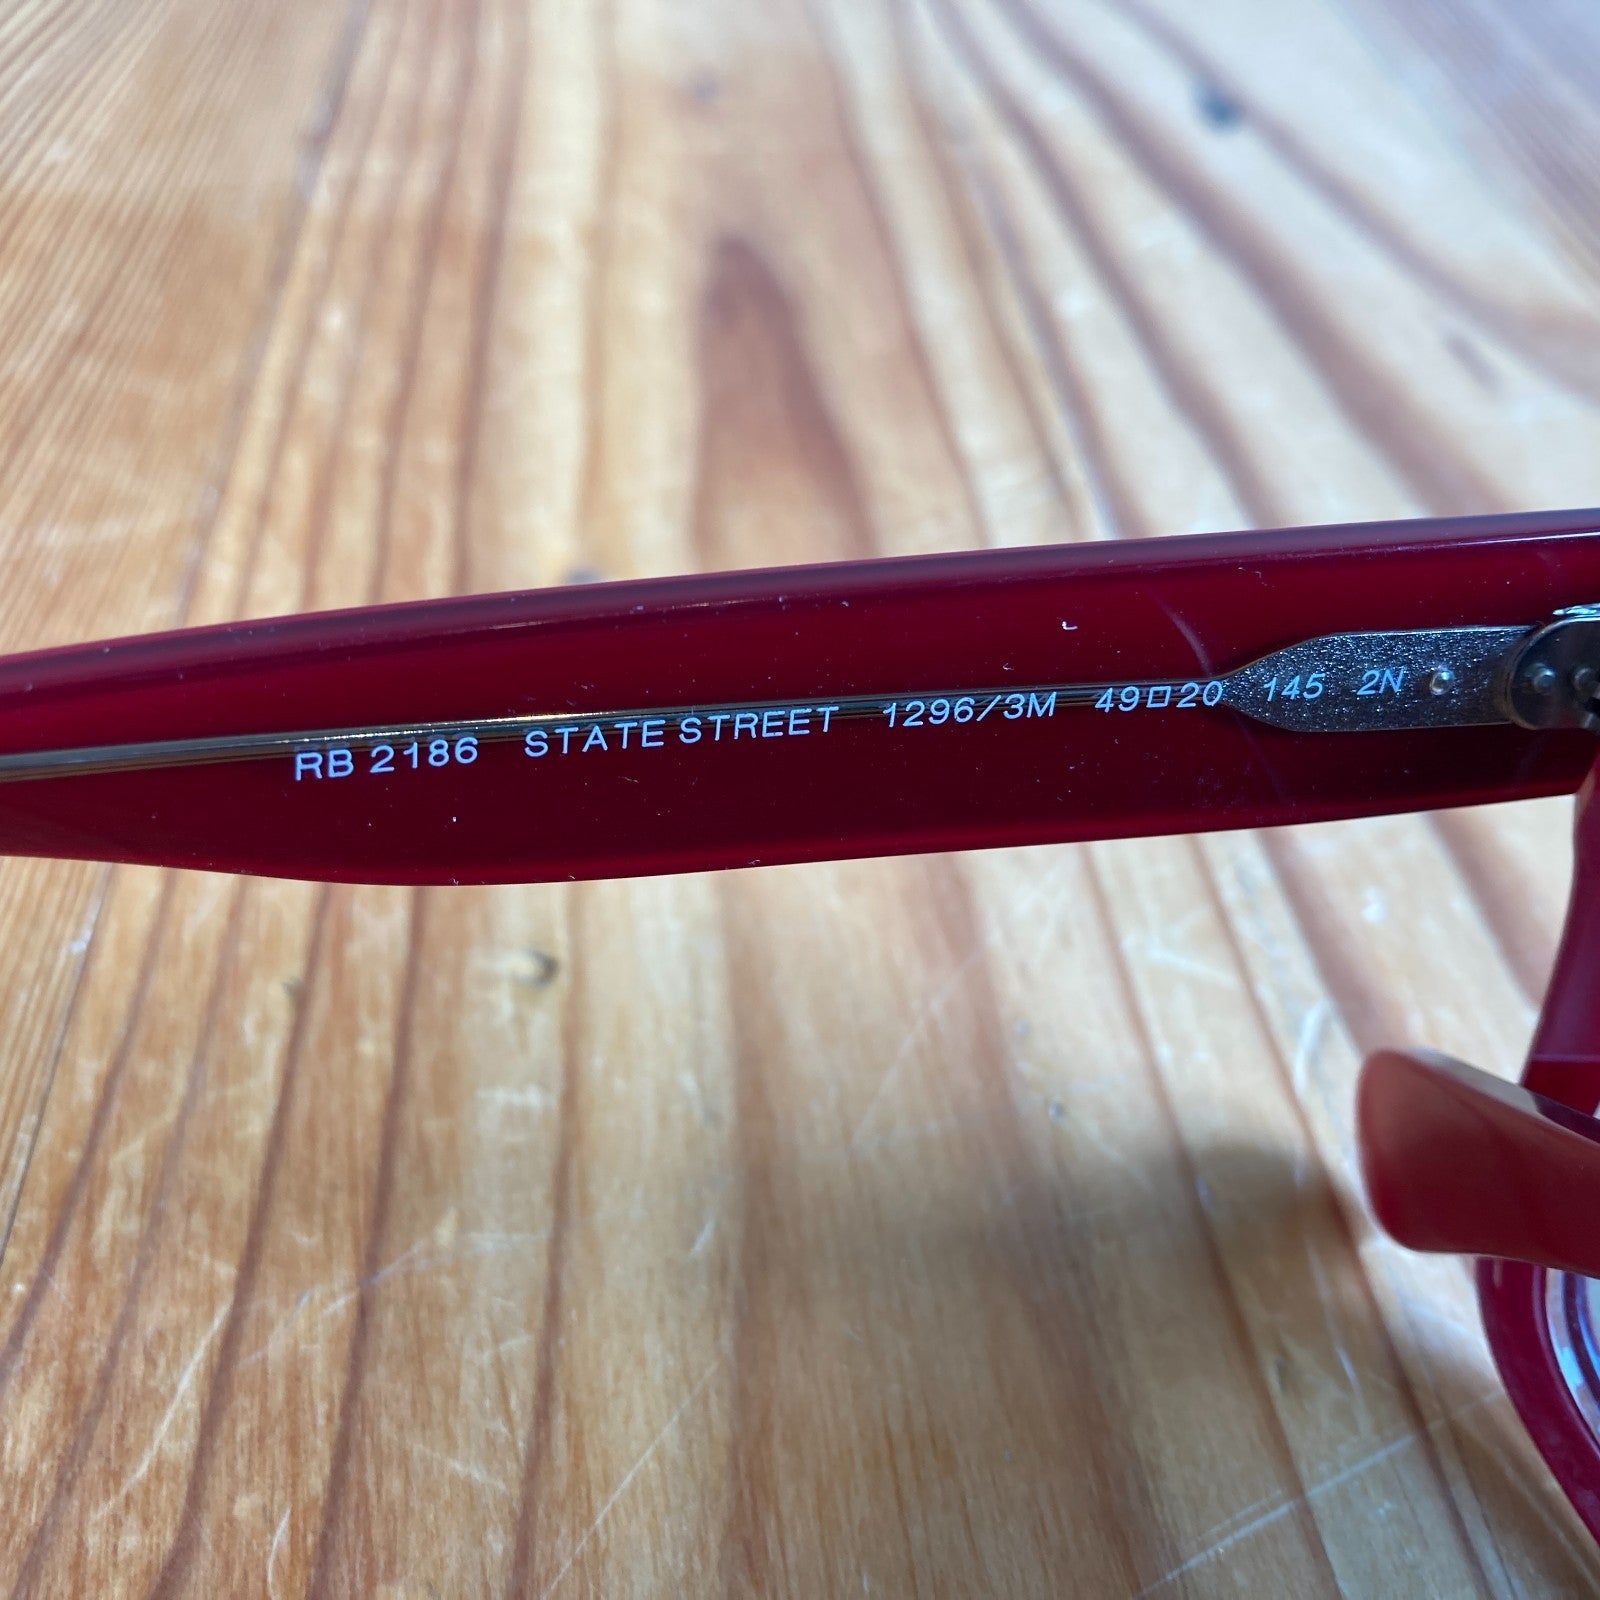 RB 2186 STATE STREET 1296/3M 49□20 145 2N